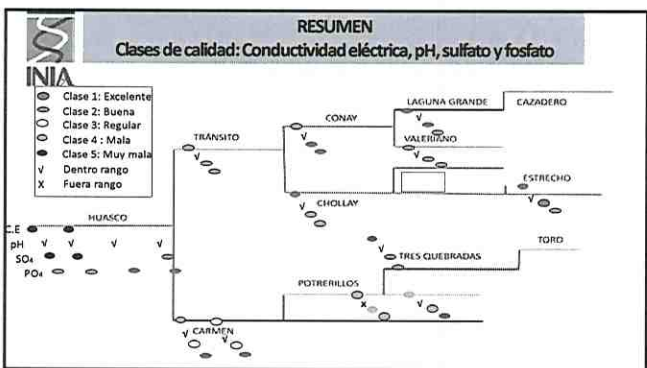 RESUMEN
Clases de calidad: Conductividad eléctrica, pH, sulfato y fosfato
INIA
Clase 1: Excelente
Clase 2: Buena
Clase 3: Regular
Clase 4 : Mala
Clase 5: Muy mala
√ Dentro rango
X Fuera rango
LAGUNA GRANDE
CAZADERO
CONAY
TRÁNSITO
√
√
VALERIANO
√
√
ESTRECHO
CHOLLAY
√
√
HUASCO
C.E
pH √ √ √ √
SO₄
PO₄
TORO
√ TRES QUEBRADAS
POTRERILLOS
X √
√ CARMEN √